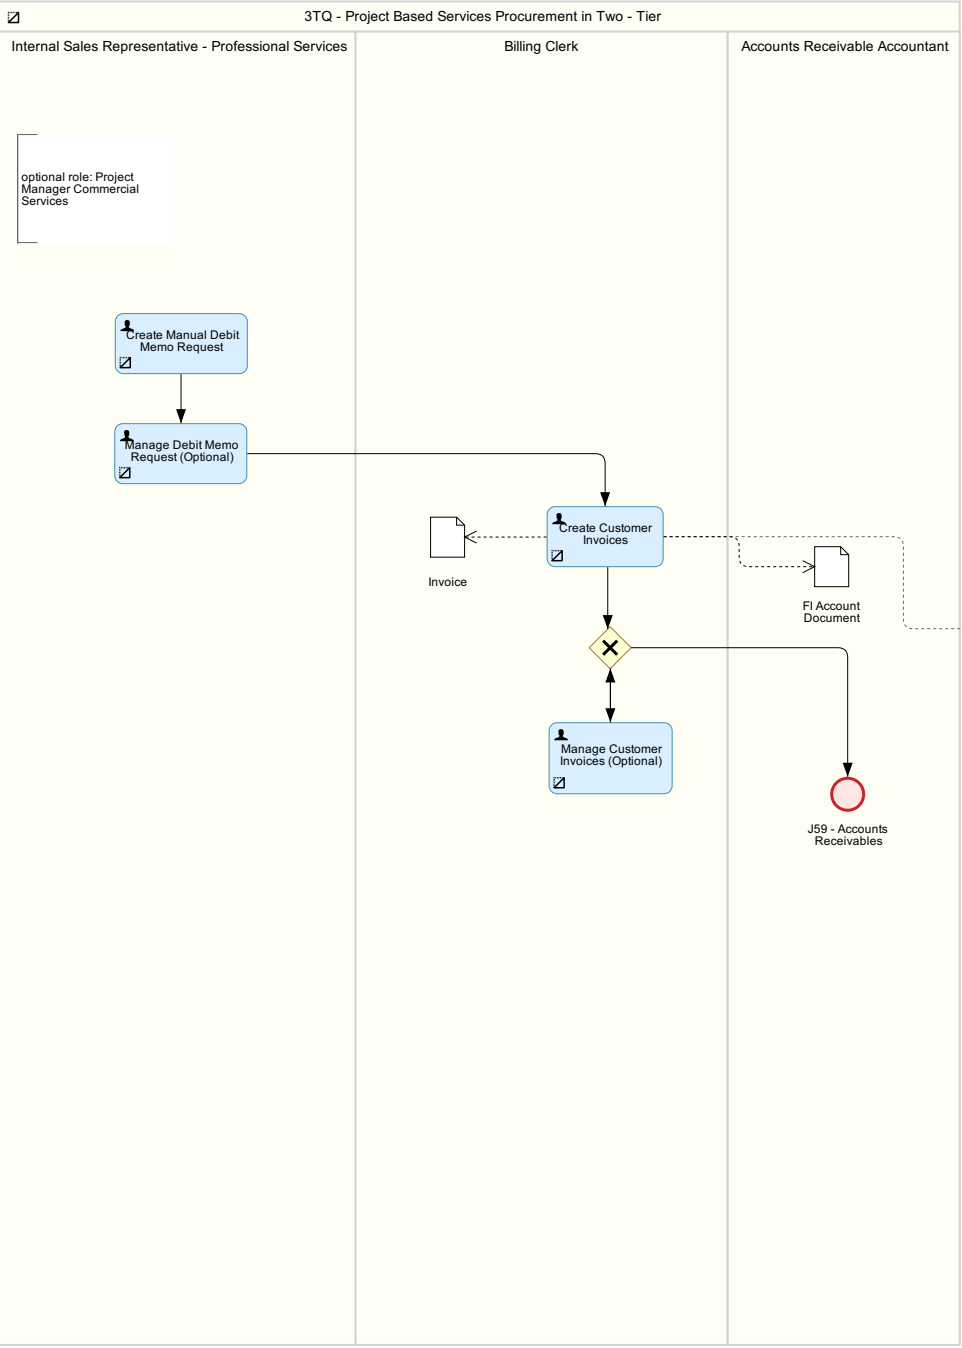 3TQ - Project Based Services Procurement in Two - Tier
Internal Sales Representative - Professional Services
Billing Clerk
Accounts Receivable Accountant
optional role: Project
Manager Commercial
Services
Create Manual Debit
Memo Request
Manage Debit Memo
Request (Optional)
Create Customer
Invoices
Invoice
FI Account
Document
Manage Customer
Invoices (Optional)
J59 - Accounts
Receivables